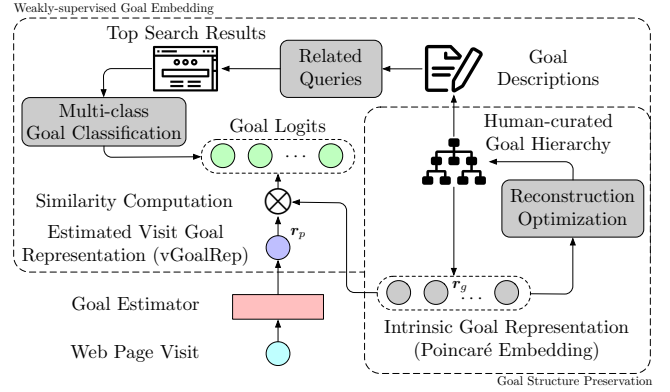 Weakly-supervised Goal Embedding
Top Search Results
Related
Queries
Goal
Descriptions
Multi-class
Goal Classification
Goal Logits
...
Human-curated
Goal Hierarchy
Similarity Computation
Reconstruction
Optimization
Estimated Visit Goal
Representation (vGoalRep)
r_p
r_g
...
Goal Estimator
Intrinsic Goal Representation
(Poincaré Embedding)
Web Page Visit
Goal Structure Preservation